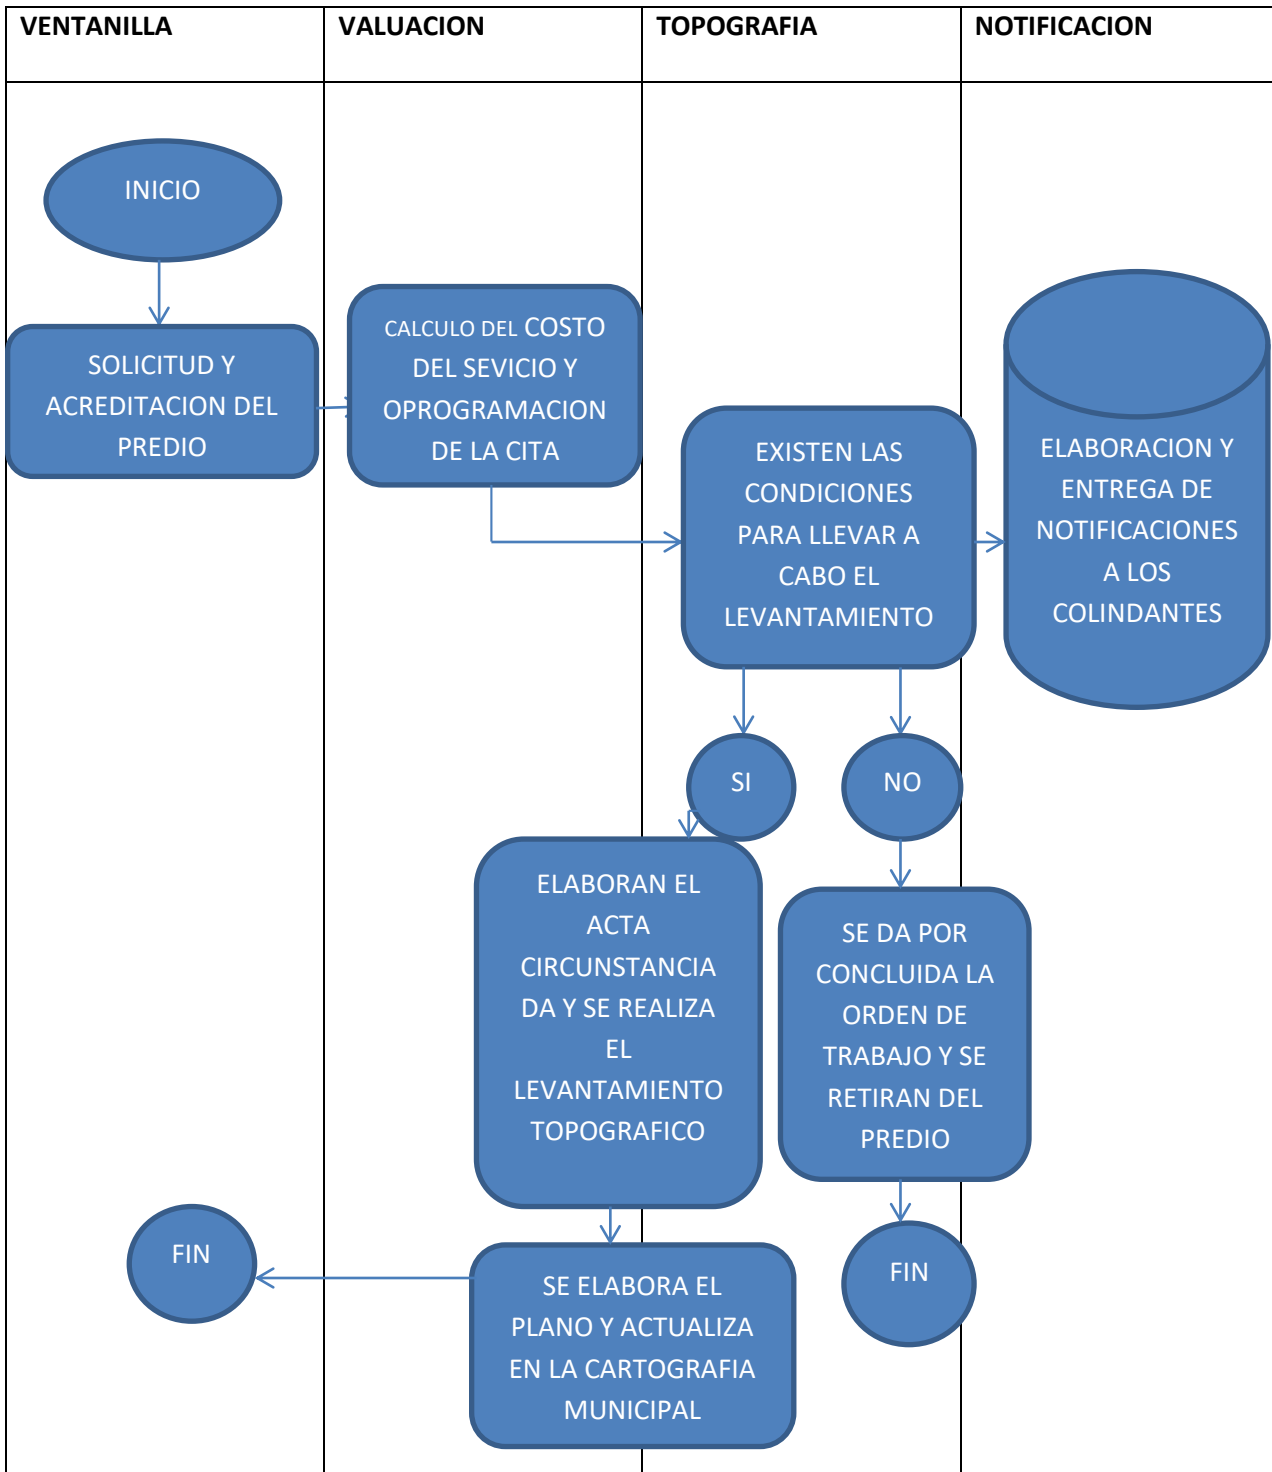 VENTANILLA
VALUACION
TOPOGRAFIA
NOTIFICACION
INICIO
SOLICITUD Y
ACREDITACION DEL
PREDIO
CALCULO DEL COSTO
DEL SEVICIO Y
OPROGRAMACION
DE LA CITA
EXISTEN LAS
CONDICIONES
PARA LLEVAR A
CABO EL
LEVANTAMIENTO
ELABORACION Y
ENTREGA DE
NOTIFICACIONES
A LOS
COLINDANTES
SI
NO
ELABORAN EL
ACTA
CIRCUNSTANCIA
DA Y SE REALIZA
EL
LEVANTAMIENTO
TOPOGRAFICO
SE DA POR
CONCLUIDA LA
ORDEN DE
TRABAJO Y SE
RETIRAN DEL
PREDIO
FIN
SE ELABORA EL
PLANO Y ACTUALIZA
EN LA CARTOGRAFIA
MUNICIPAL
FIN